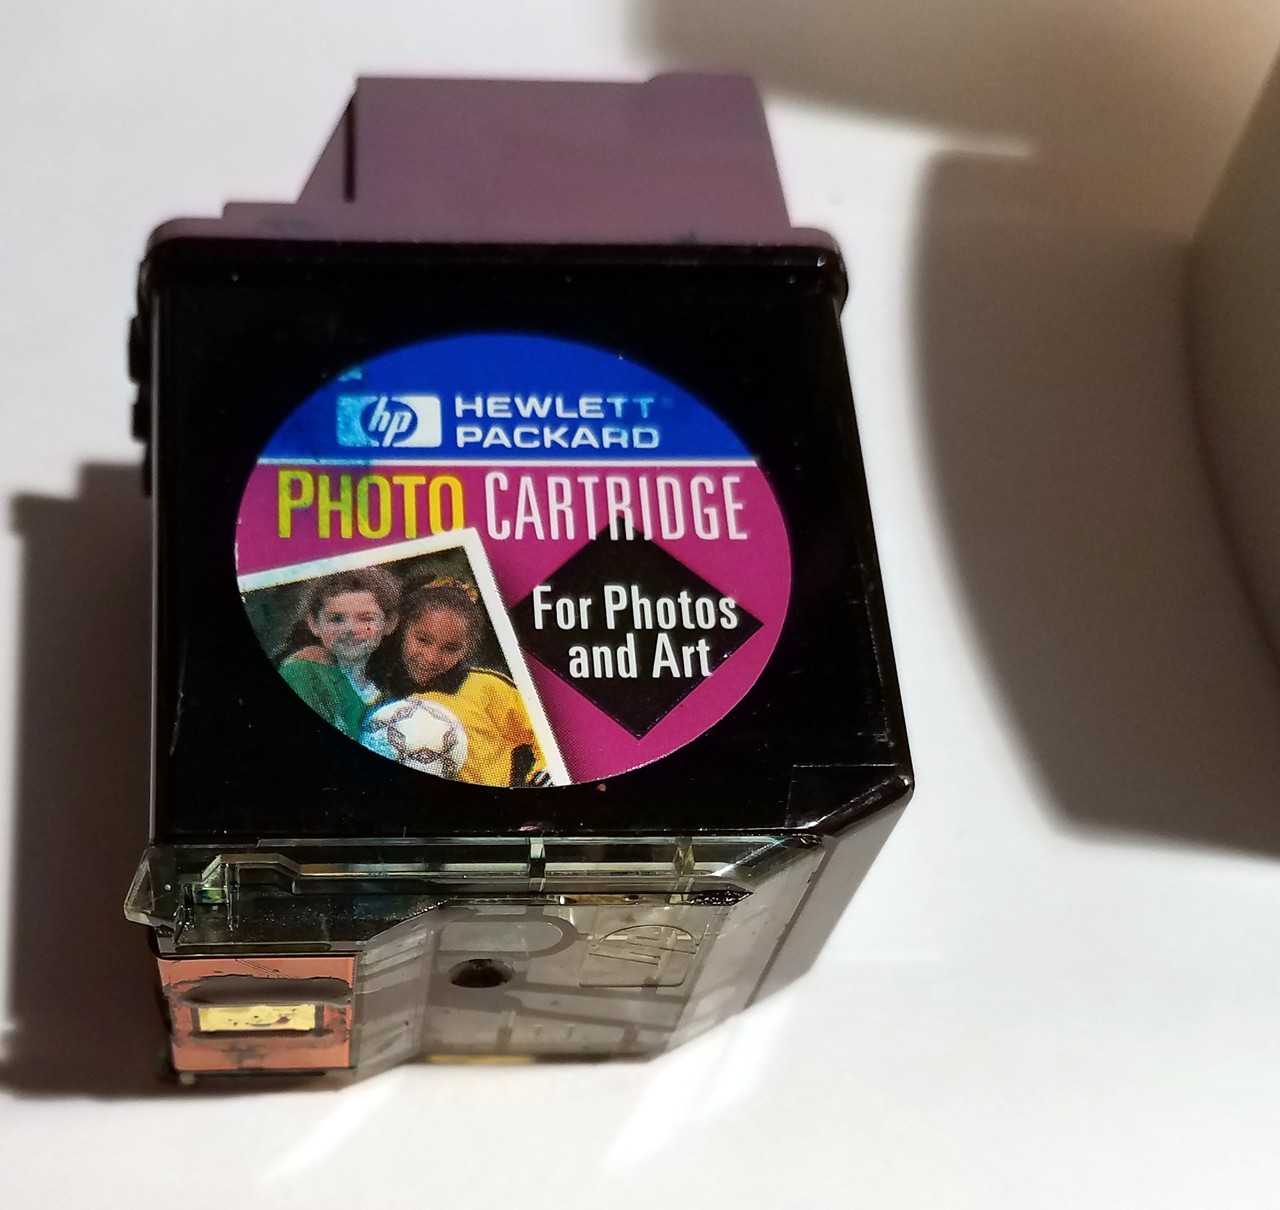 hp HEWLETT
PACKARD
PHOTO CARTRIDGE
For Photos
and Art